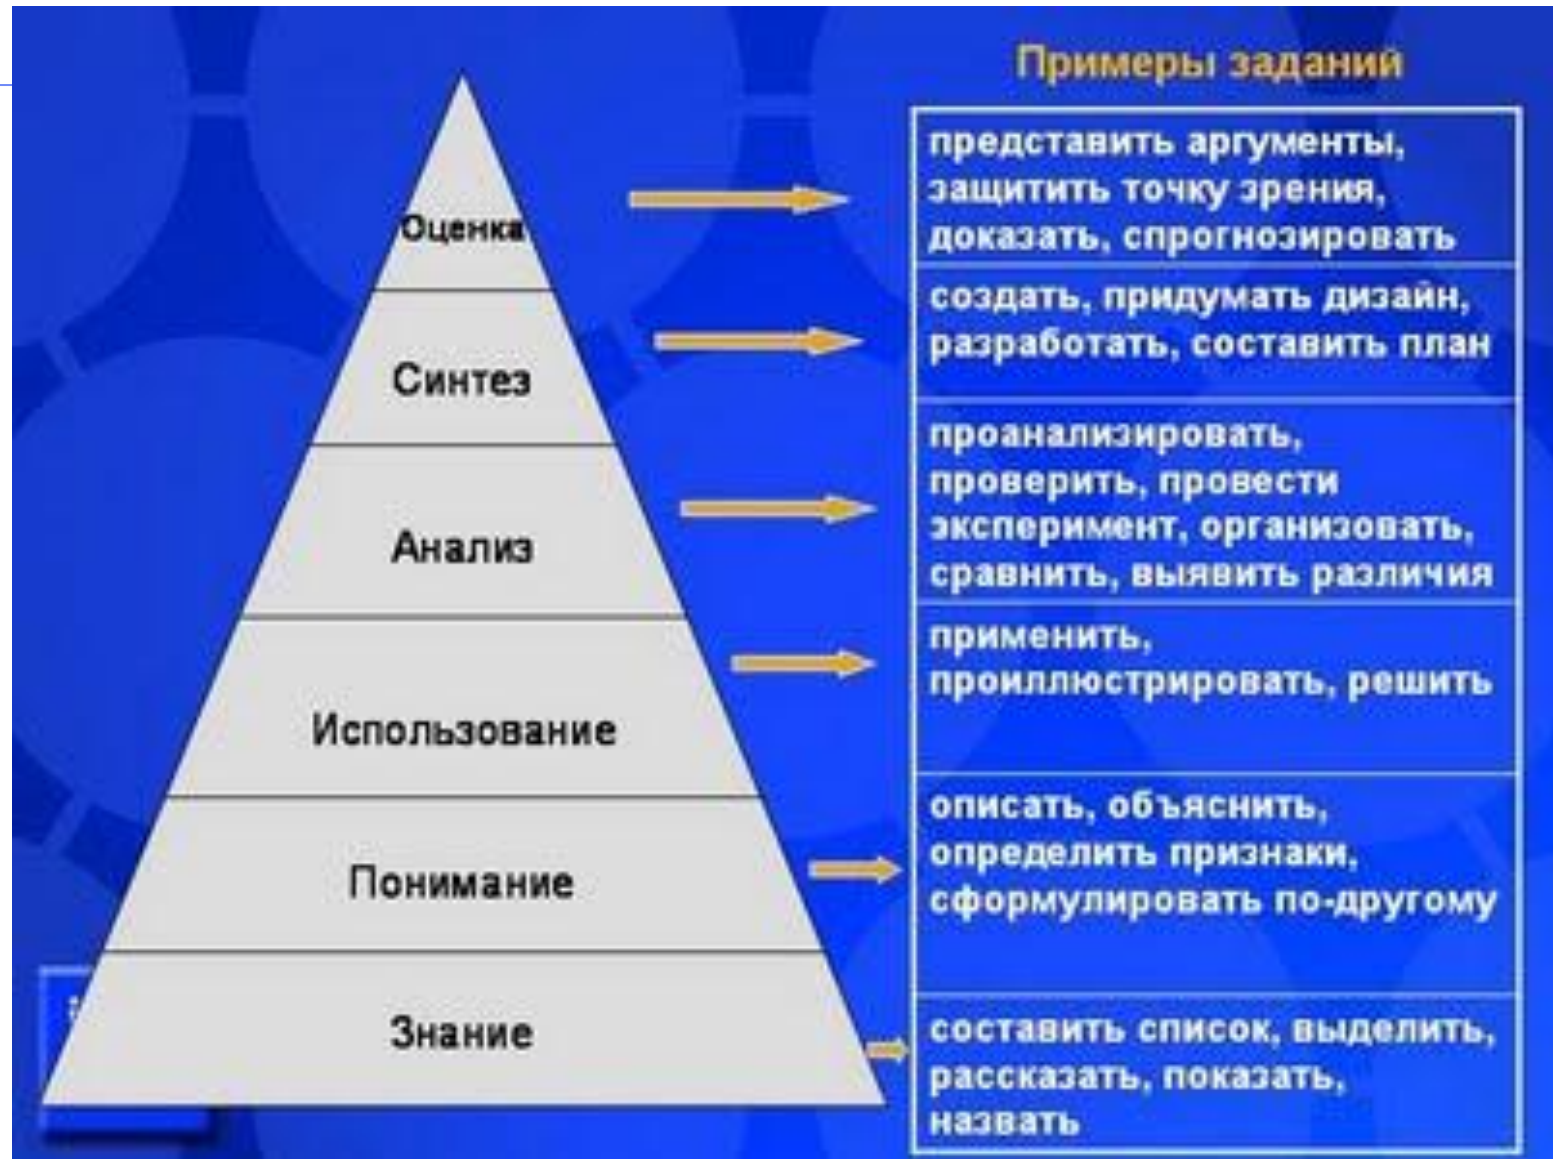 Примеры заданий
Оценка
представить аргументы,
защитить точку зрения,
доказать, спрогнозировать
Синтез
создать, придумать дизайн,
разработать, составить план
Анализ
проанализировать,
проверить, провести
эксперимент, организовать,
сравнить, выявить различия
Использование
применить,
проиллюстрировать, решить
Понимание
описать, объяснить,
определить признаки,
сформулировать по-другому
Знание
составить список, выделить,
рассказать, показать,
назвать